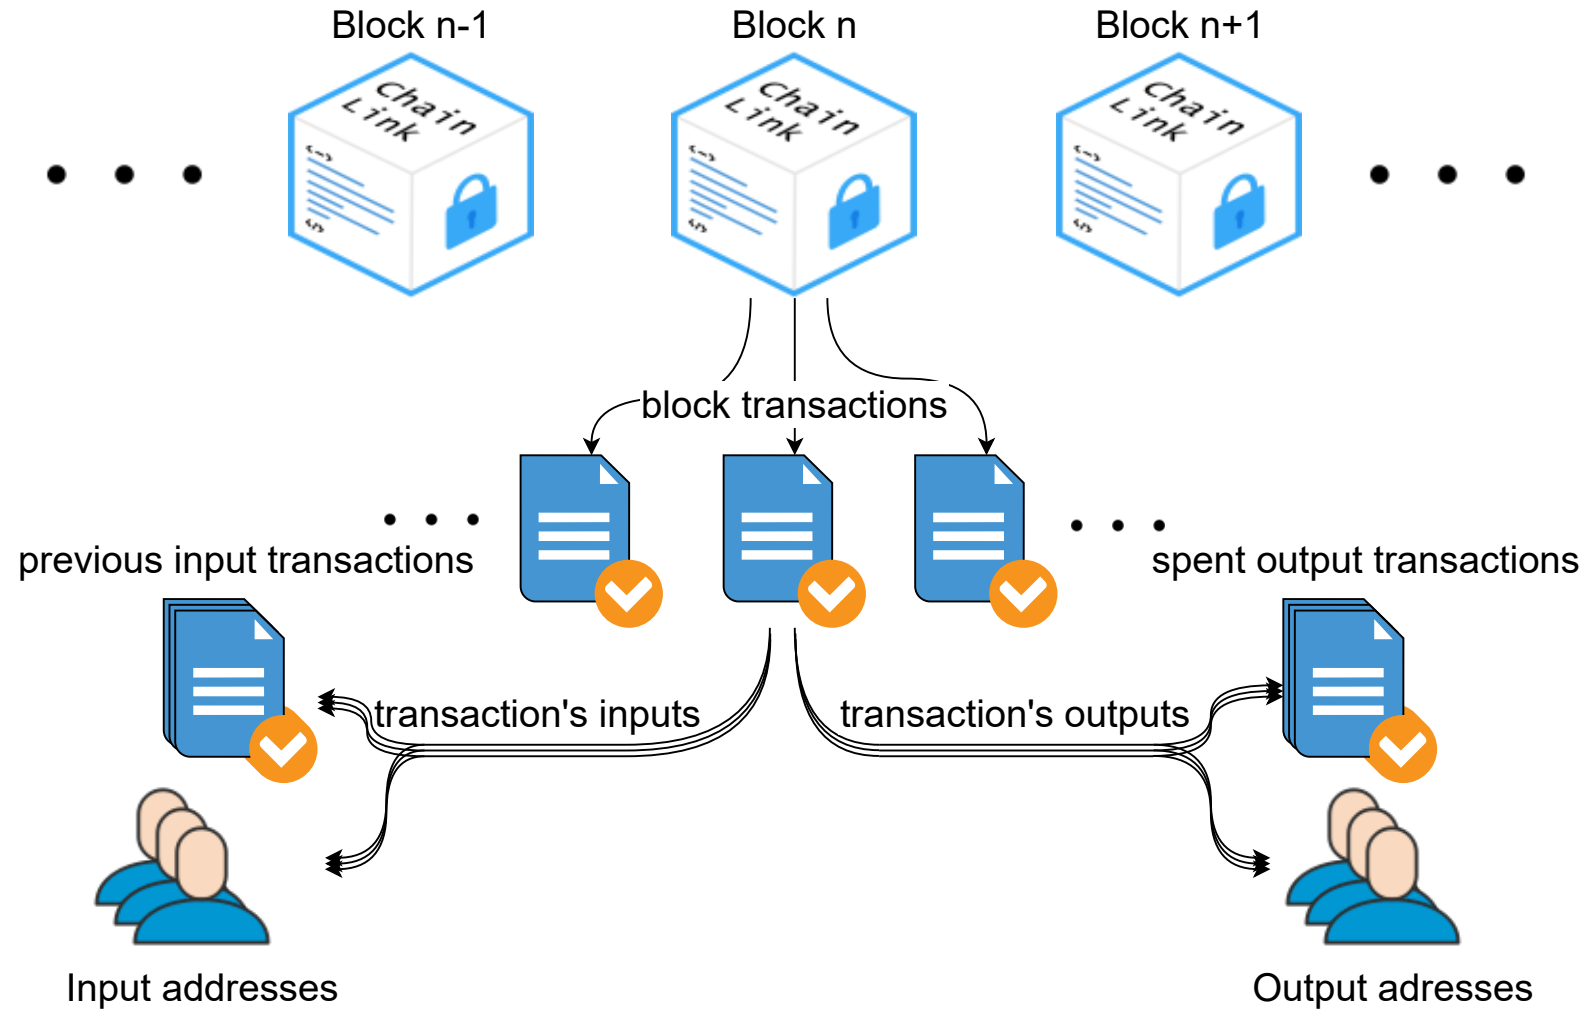 Block n-1
Block n
Block n+1
Chain
Link
Chain
Link
Chain
Link
block transactions
previous input transactions
spent output transactions
transaction's inputs
transaction's outputs
Input addresses
Output adresses